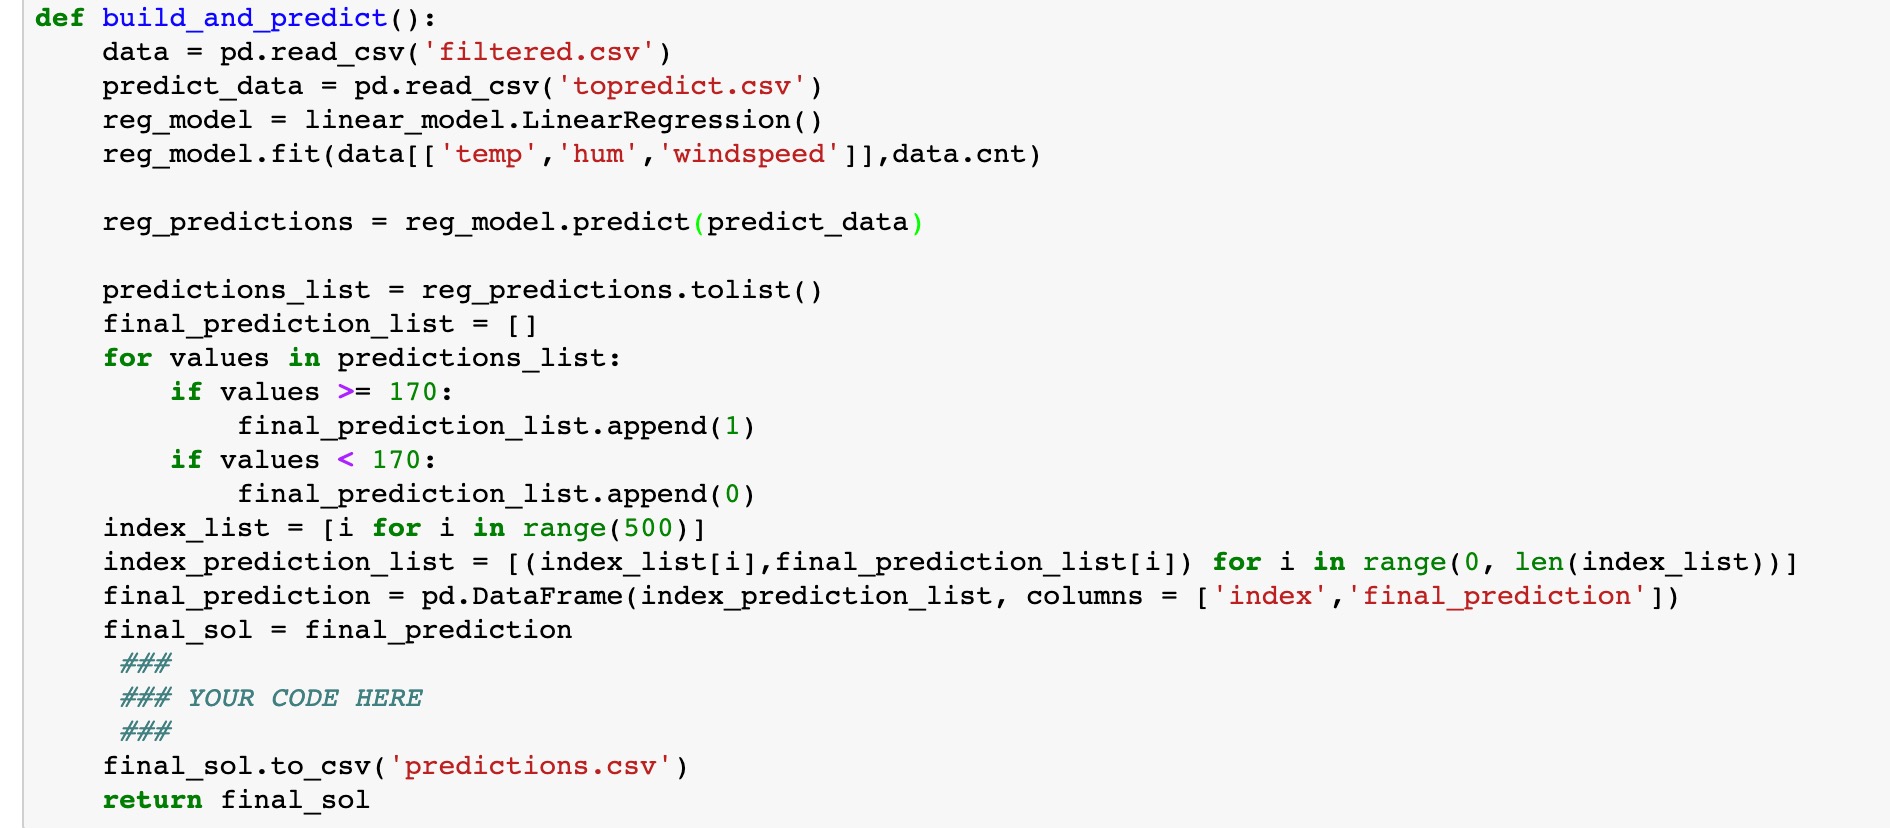 def build_and_predict():
    data = pd.read_csv('filtered.csv')
    predict_data = pd.read_csv('topredict.csv')
    reg_model = linear_model.LinearRegression()
    reg_model.fit(data[['temp','hum','windspeed']],data.cnt)

    reg_predictions = reg_model.predict(predict_data)

    predictions_list = reg_predictions.tolist()
    final_prediction_list = []
    for values in predictions_list:
        if values >= 170:
            final_prediction_list.append(1)
        if values < 170:
            final_prediction_list.append(0)
    index_list = [i for i in range(500)]
    index_prediction_list = [(index_list[i],final_prediction_list[i]) for i in range(0, len(index_list))]
    final_prediction = pd.DataFrame(index_prediction_list, columns = ['index','final_prediction'])
    final_sol = final_prediction
     ###
     ### YOUR CODE HERE
     ###
    final_sol.to_csv('predictions.csv')
    return final_sol